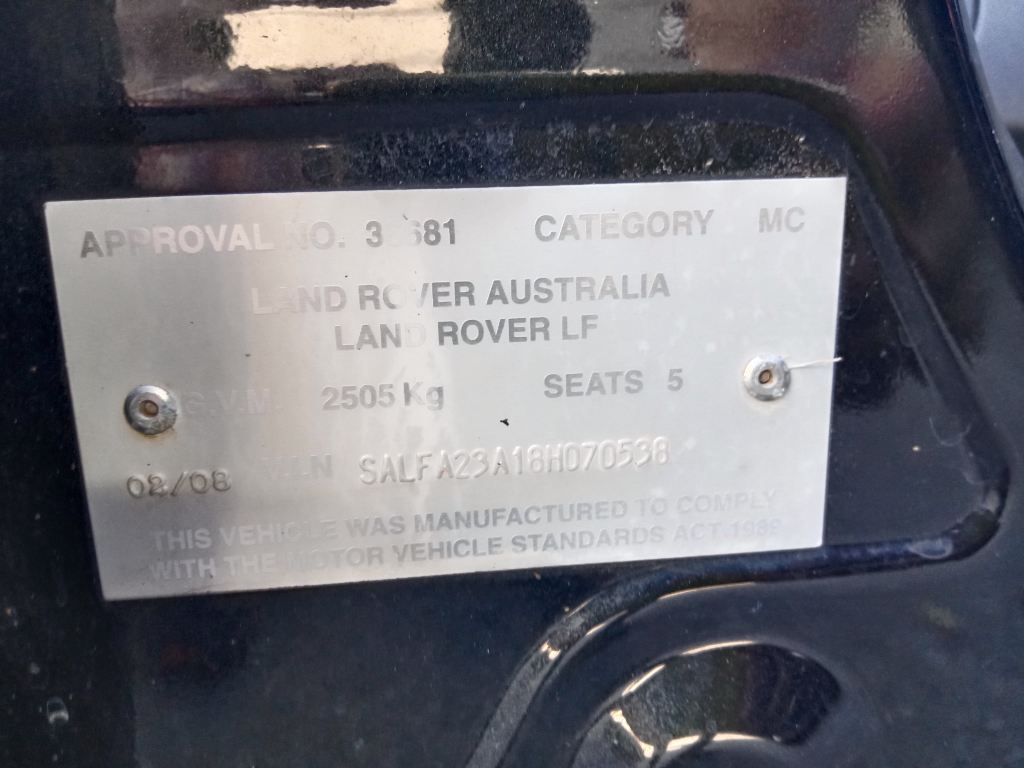 APPROVAL NO. CATEGORY MC
LAND ROVER AUSTRALIA
LAND ROVER LF
G.V.M. 2505 Kg SEATS 5
02/08 V.I.N SALFA23A18H070538
THIS VEHICLE WAS MANUFACTURED TO COMPLY
WITH THE MOTOR VEHICLE STANDARDS ACT 1989